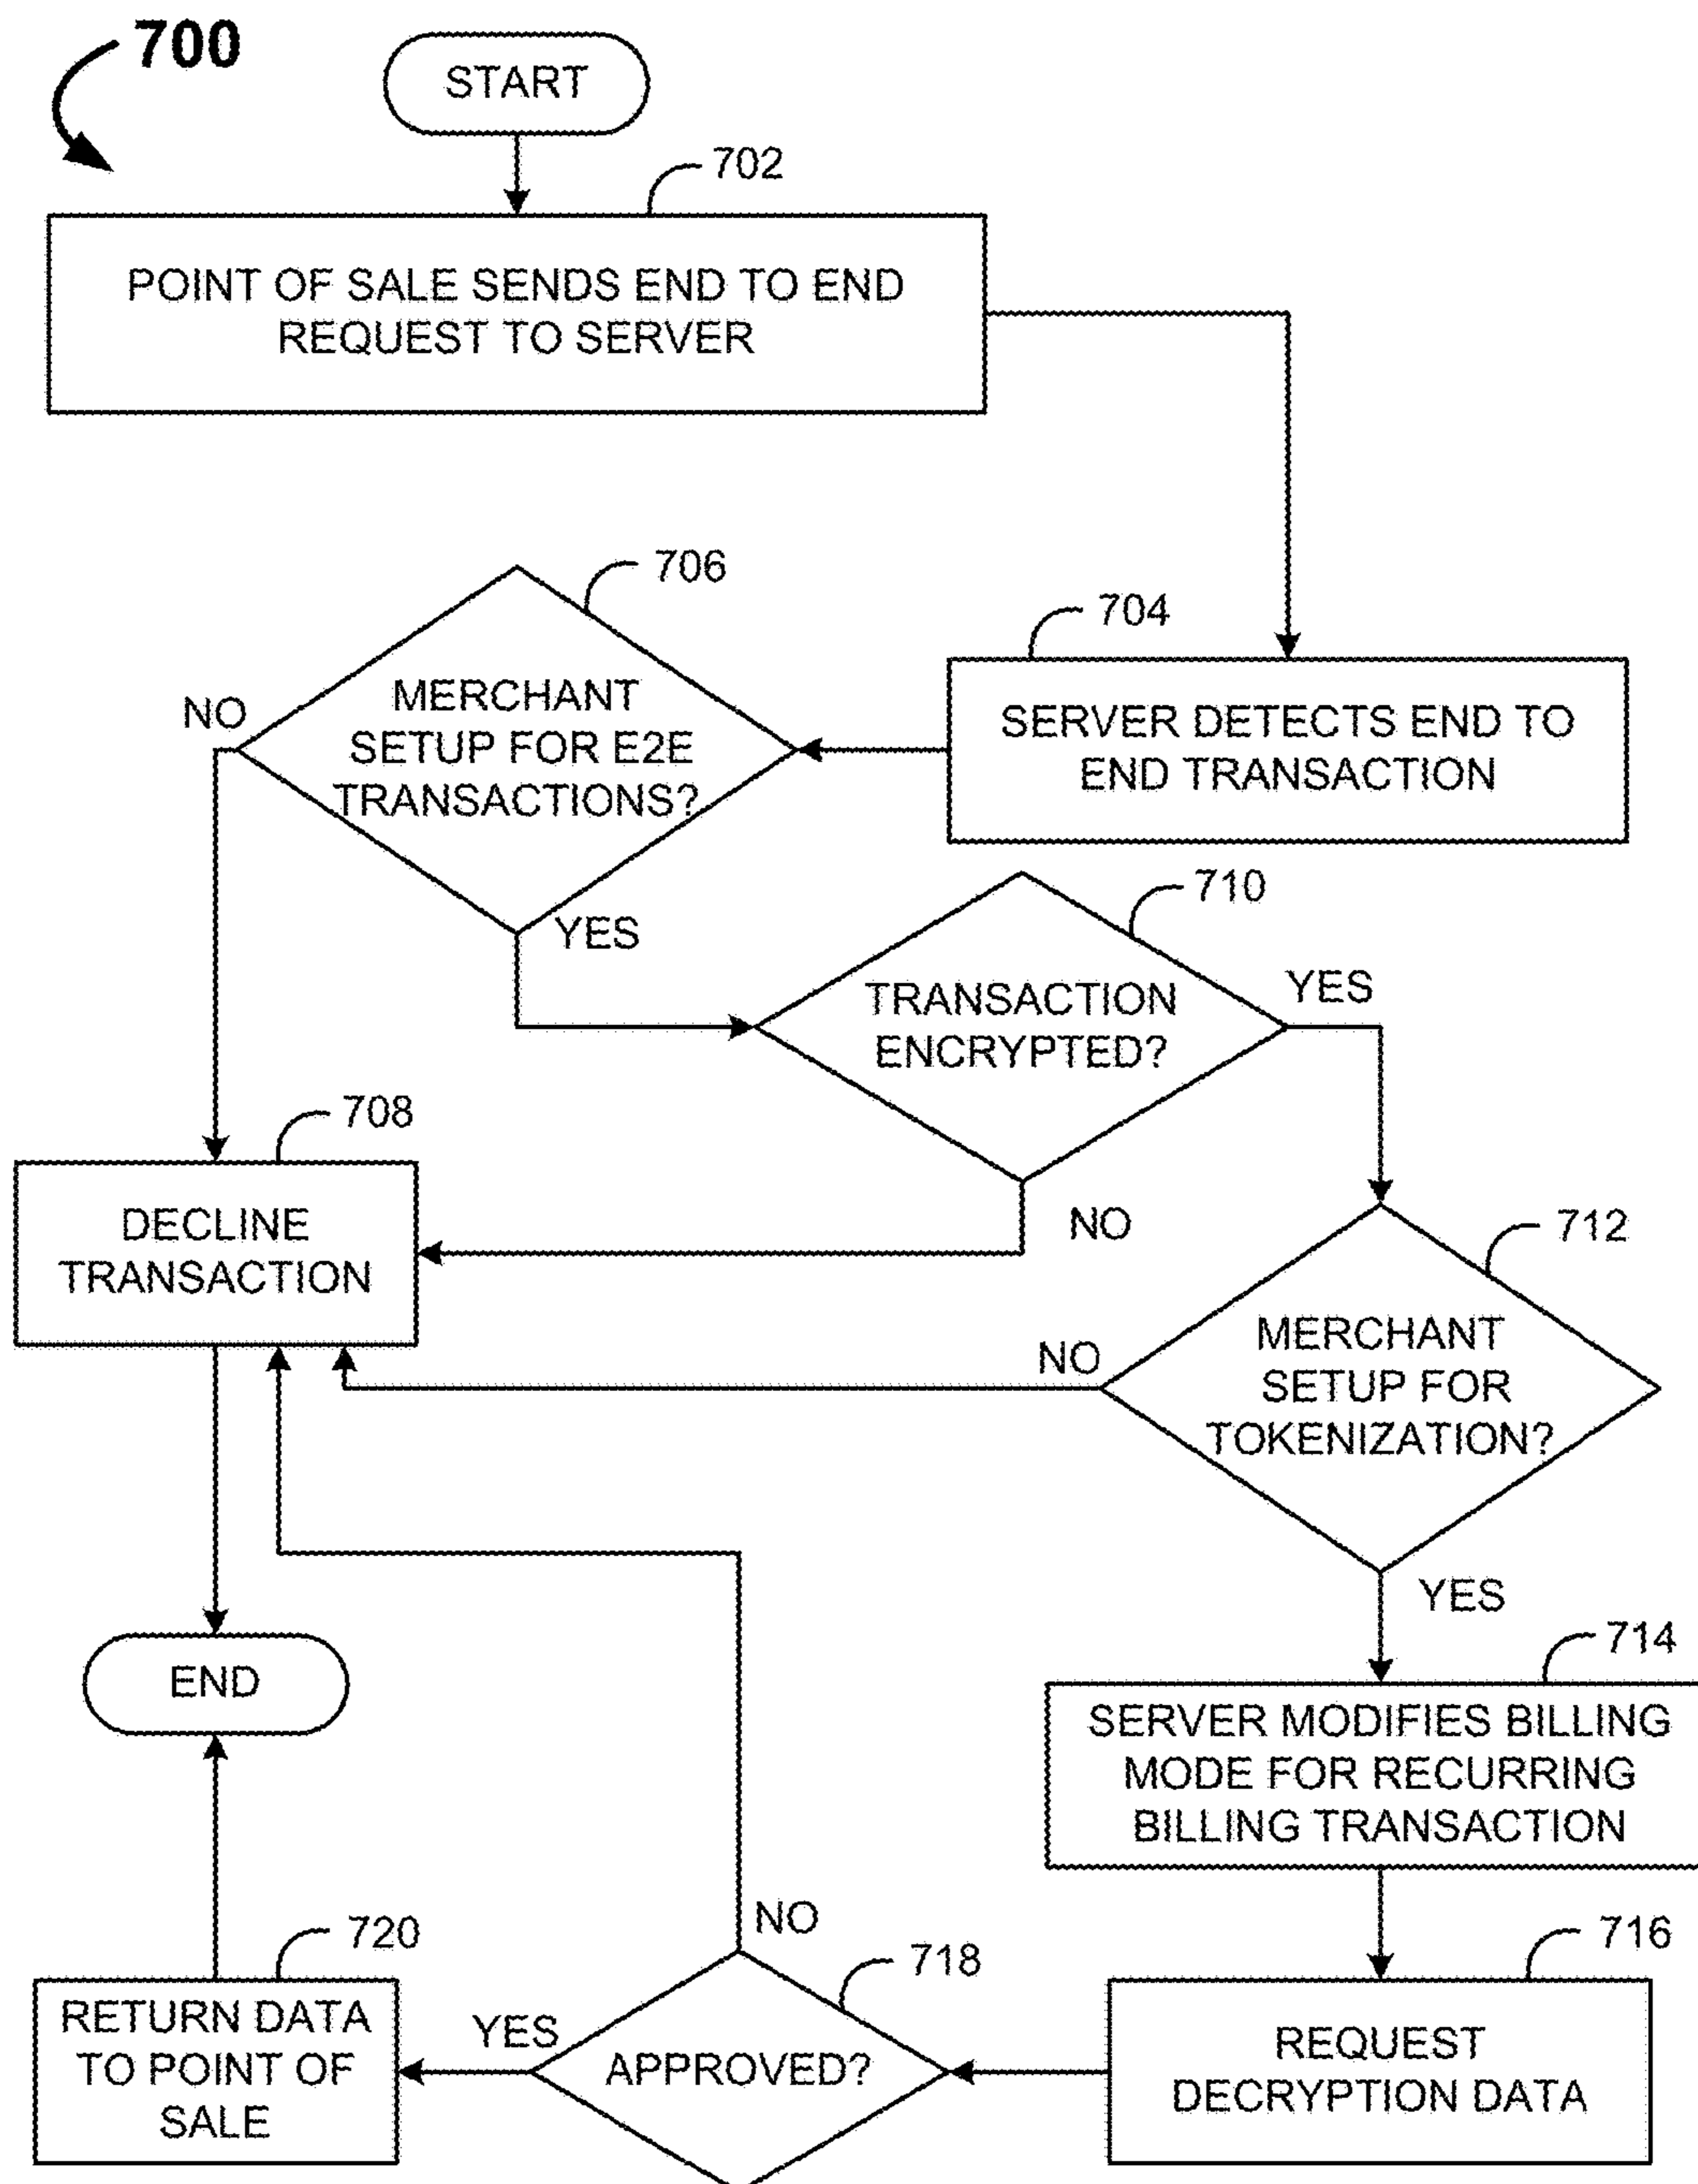 700
START
702
POINT OF SALE SENDS END TO END
REQUEST TO SERVER
706
704
MERCHANT
SETUP FOR E2E
TRANSACTIONS?
NO
YES
SERVER DETECTS END TO
END TRANSACTION
710
TRANSACTION
ENCRYPTED?
YES
NO
708
DECLINE
TRANSACTION
712
MERCHANT
SETUP FOR
TOKENIZATION?
NO
YES
END
714
SERVER MODIFIES BILLING
MODE FOR RECURRING
BILLING TRANSACTION
716
REQUEST
DECRYPTION DATA
718
APPROVED?
NO
YES
720
RETURN DATA
TO POINT OF
SALE